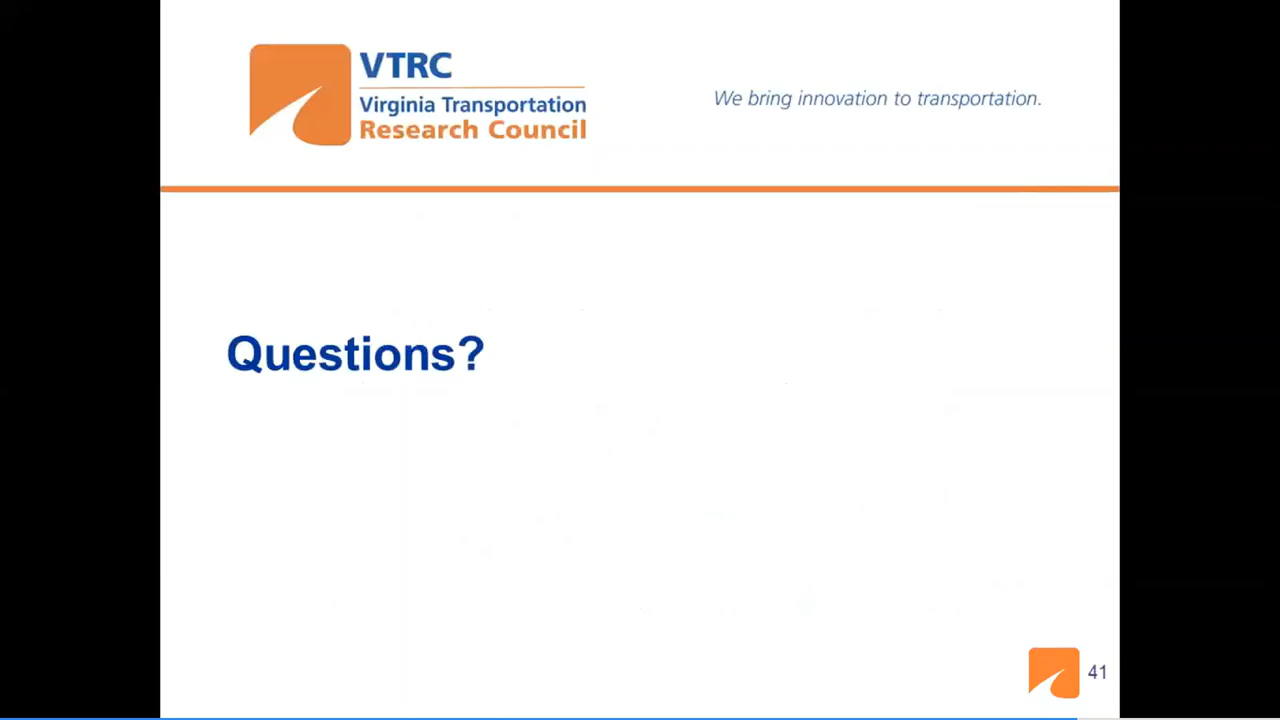 VTRC
Virginia Transportation
Research Council
We bring innovation to transportation.
Questions?
41